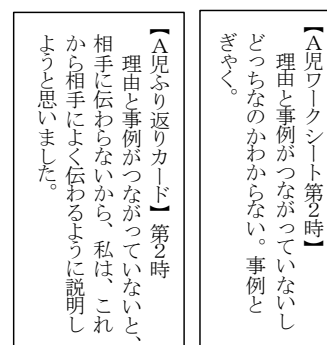 【A児ワークシート第2時】
理由と事例がつながっていないし
どっちなのかわからない。事例と
ぎゃく。
【A児ふり返りカード】第2時
理由と事例がつながっていないと、
相手に伝わらないから、私は、これ
から相手によく伝わるように説明し
ようと思いました。